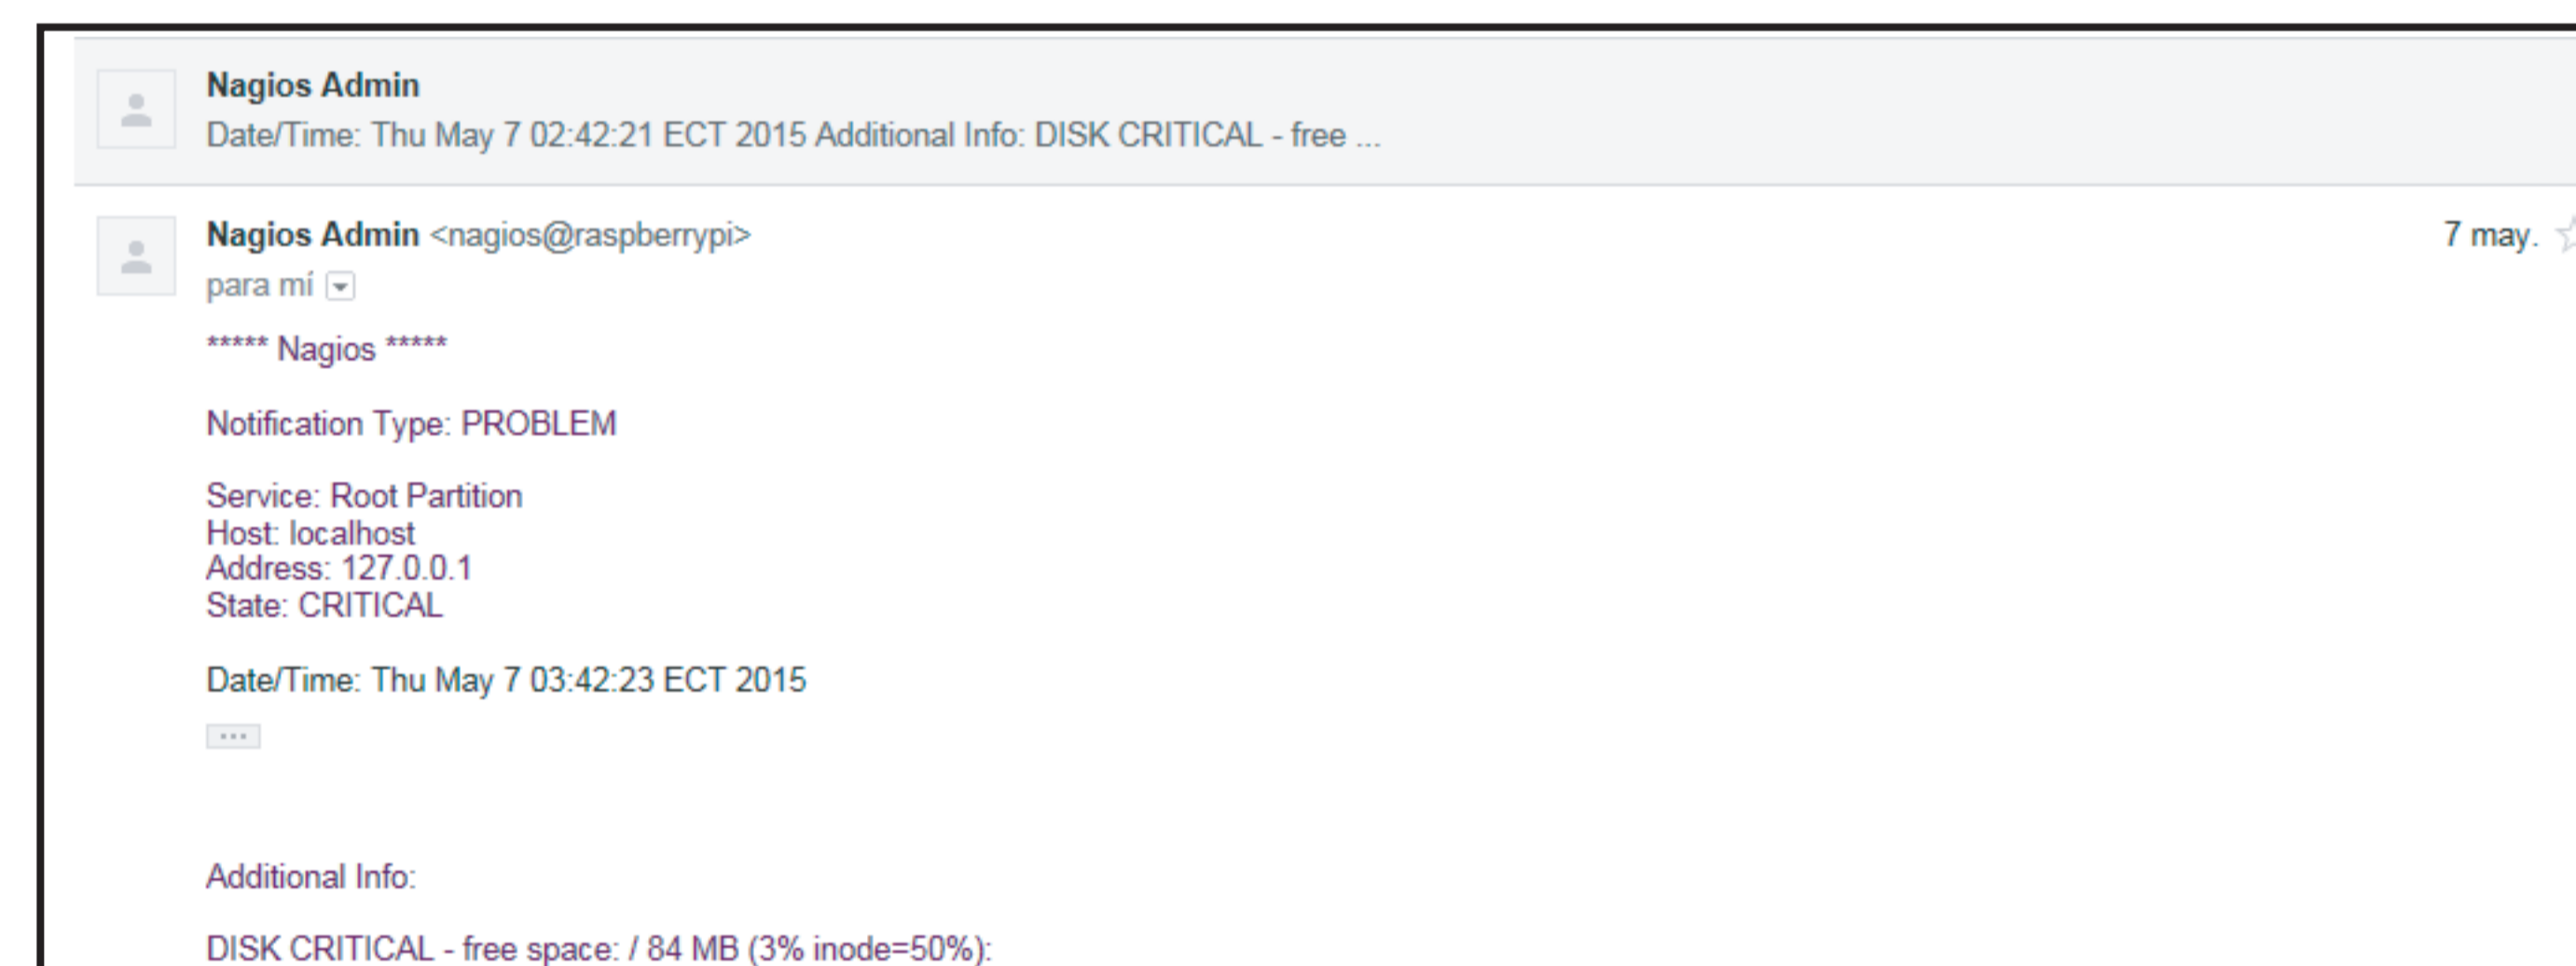 Nagios Admin
Date/Time: Thu May 7 02:42:21 ECT 2015 Additional Info: DISK CRITICAL - free ...
Nagios Admin <nagios@raspberrypi>
7 may.
para mí
***** Nagios *****
Notification Type: PROBLEM
Service: Root Partition
Host: localhost
Address: 127.0.0.1
State: CRITICAL
Date/Time: Thu May 7 03:42:23 ECT 2015
Additional Info:
DISK CRITICAL - free space: / 84 MB (3% inode=50%):